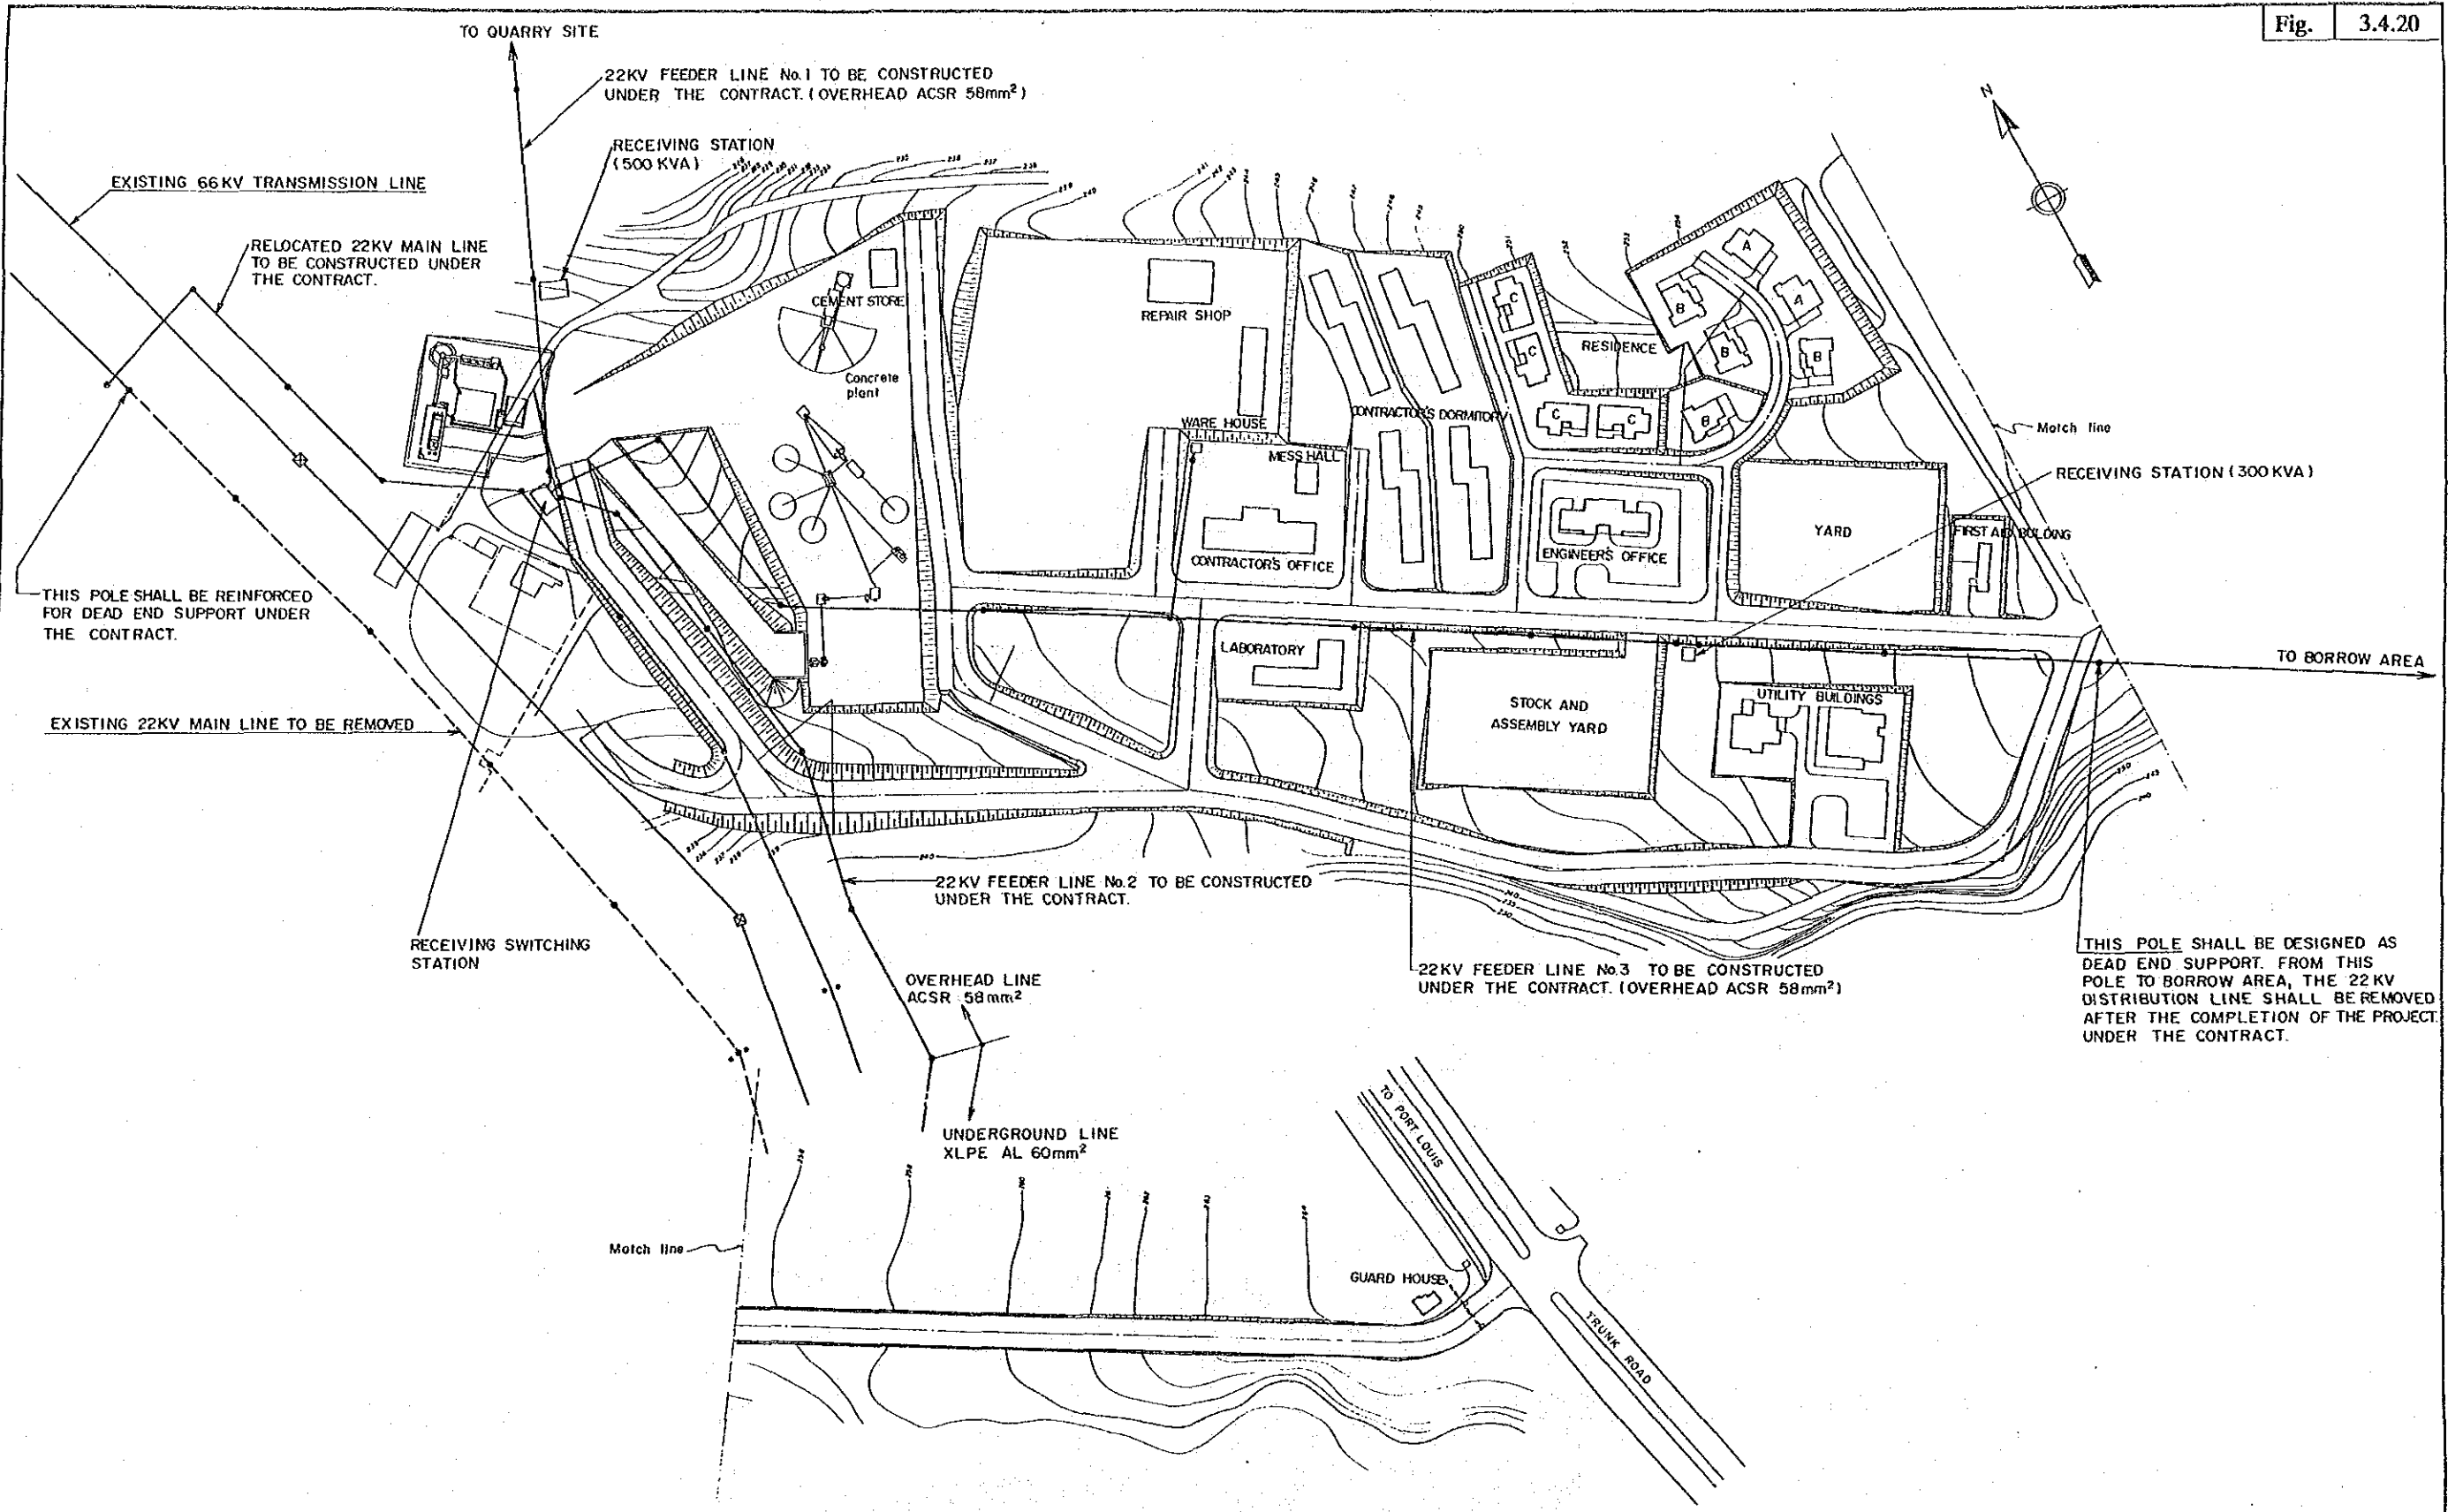 Fig. 3.4.20
TO QUARRY SITE
22KV FEEDER LINE No.1 TO BE CONSTRUCTED
UNDER THE CONTRACT. (OVERHEAD ACSR 58mm²)
RECEIVING STATION
(500 KVA)
EXISTING 66KV TRANSMISSION LINE
RELOCATED 22KV MAIN LINE
TO BE CONSTRUCTED UNDER
THE CONTRACT.
N
235
236
237
238
239
240
CEMENT STORE
Concrete
plant
REPAIR SHOP
WARE HOUSE
MESS HALL
CONTRACTOR'S OFFICE
CONTRACTOR'S DORMITORY
RESIDENCE
A
A
B
B
B
B
C
C
C
C
ENGINEER'S OFFICE
YARD
FIRST AID BULDING
Match line
RECEIVING STATION (300 KVA)
THIS POLE SHALL BE REINFORCED
FOR DEAD END SUPPORT UNDER
THE CONTRACT.
EXISTING 22KV MAIN LINE TO BE REMOVED
LABORATORY
STOCK AND
ASSEMBLY YARD
UTILITY BUILDINGS
TO BORROW AREA
22KV FEEDER LINE No.2 TO BE CONSTRUCTED
UNDER THE CONTRACT.
RECEIVING SWITCHING
STATION
OVERHEAD LINE
ACSR 58mm²
22KV FEEDER LINE No.3 TO BE CONSTRUCTED
UNDER THE CONTRACT. (OVERHEAD ACSR 58mm²)
THIS POLE SHALL BE DESIGNED AS
DEAD END SUPPORT. FROM THIS
POLE TO BORROW AREA, THE 22KV
DISTRIBUTION LINE SHALL BE REMOVED
AFTER THE COMPLETION OF THE PROJECT
UNDER THE CONTRACT.
UNDERGROUND LINE
XLPE AL 60mm²
TO PORT LOUIS
Match line
GUARD HOUSE
TRUNK ROAD